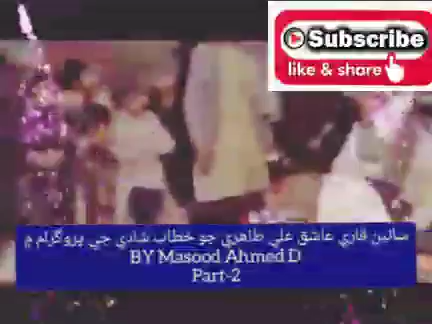 Subscribe
like & share
سائين قاري عاشق علي طاهري جو خطاب شادي جي پروگرام ۾
BY Masood Ahmed D
Part-2